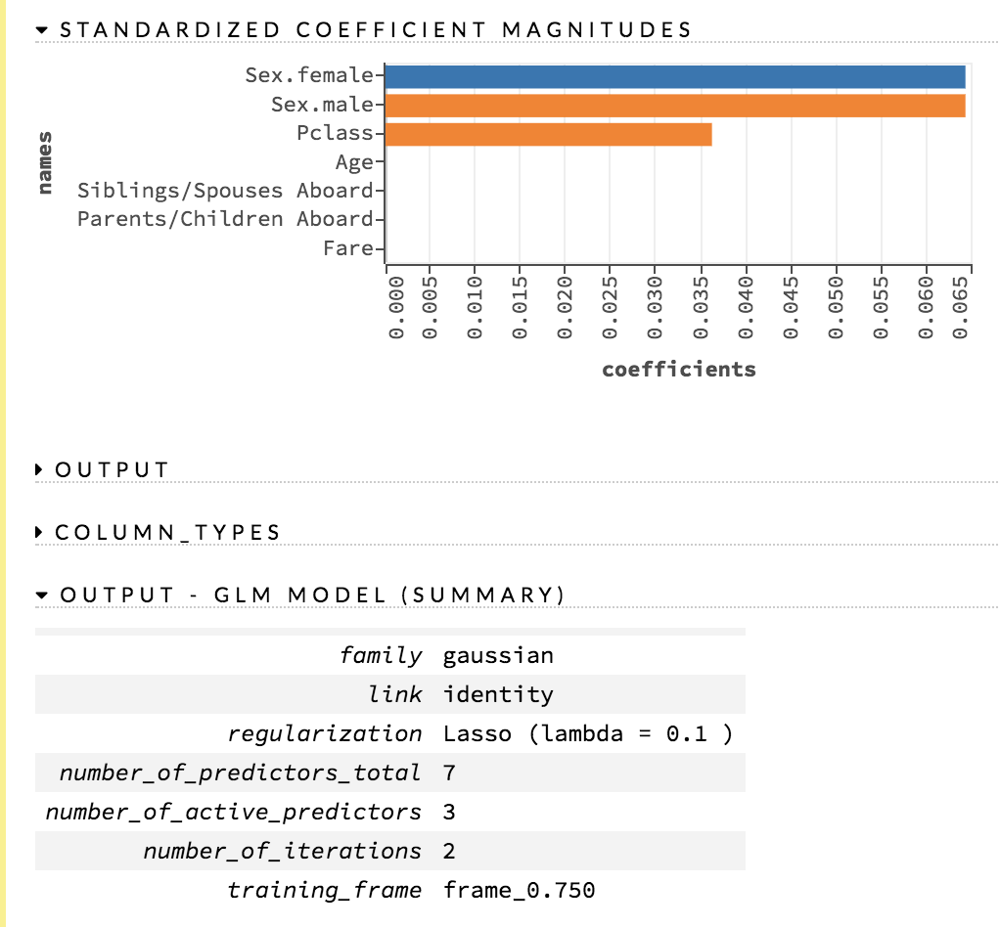 STANDARDIZED COEFFICIENT MAGNITUDES
names
Sex.female
Sex.male
Pclass
Age
Siblings/Spouses Aboard
Parents/Children Aboard
Fare
0.000 0.005 0.010 0.015 0.020 0.025 0.030 0.035 0.040 0.045 0.050 0.055 0.060 0.065
coefficients
OUTPUT
COLUMN_TYPES
OUTPUT - GLM MODEL (SUMMARY)
family gaussian
link identity
regularization Lasso (lambda = 0.1 )
number_of_predictors_total 7
number_of_active_predictors 3
number_of_iterations 2
training_frame frame_0.750